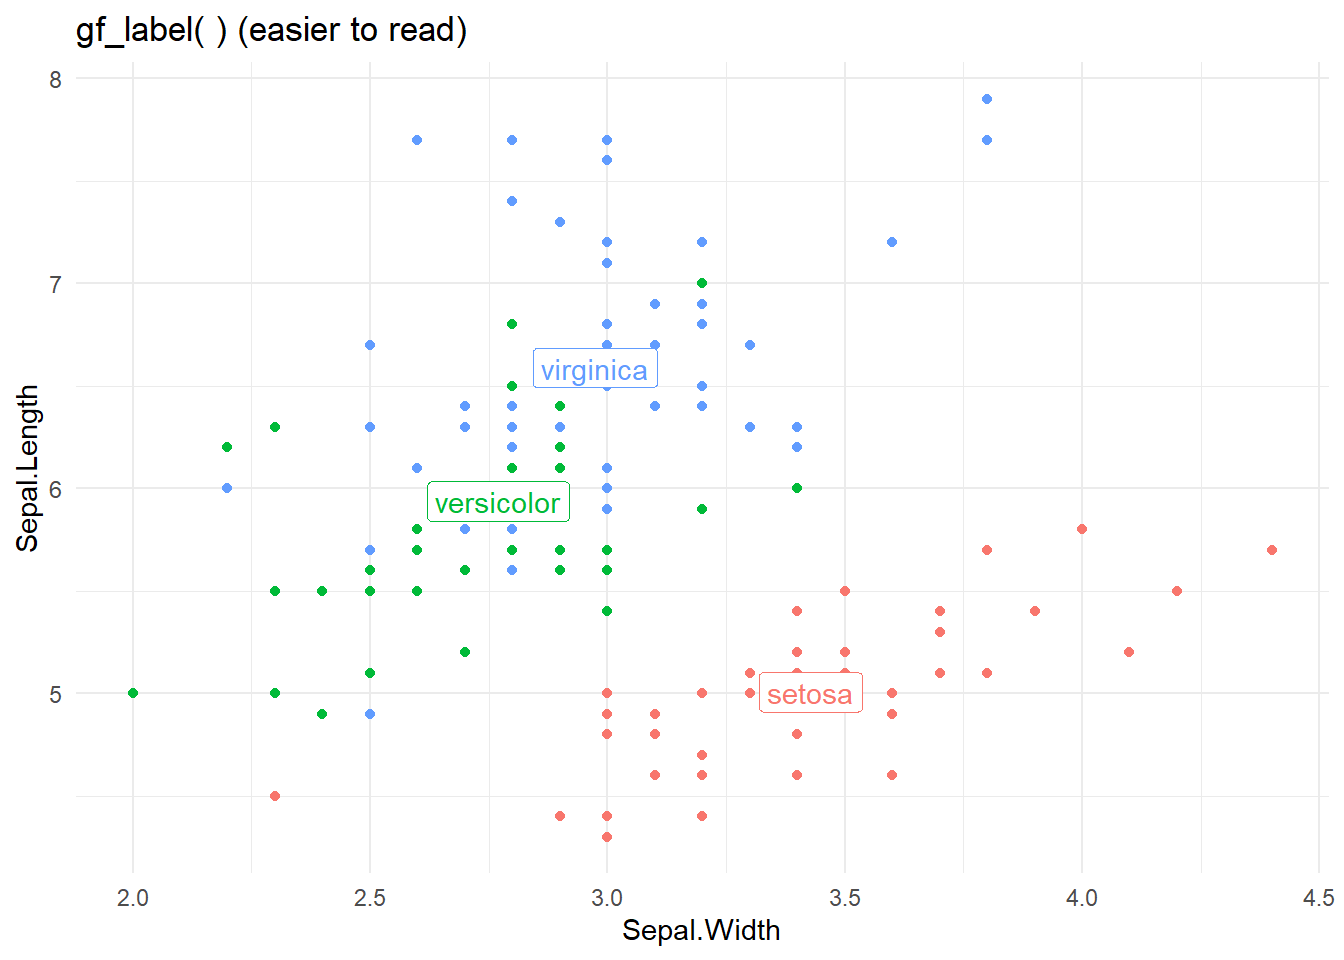 gf_label( ) (easier to read)
8
7
6
5
Sepal.Length
virginica
versicolor
setosa
2.0 2.5 3.0 3.5 4.0 4.5
Sepal.Width